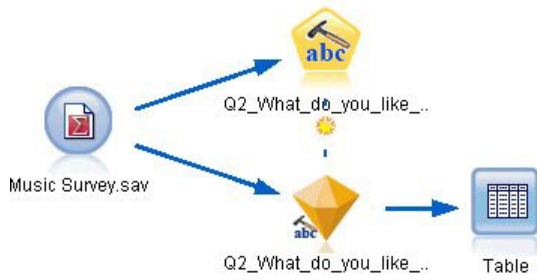 abc
Q2_What_do_you_like_..
Music Survey.sav
abc
Q2_What_do_you_like_..
Table